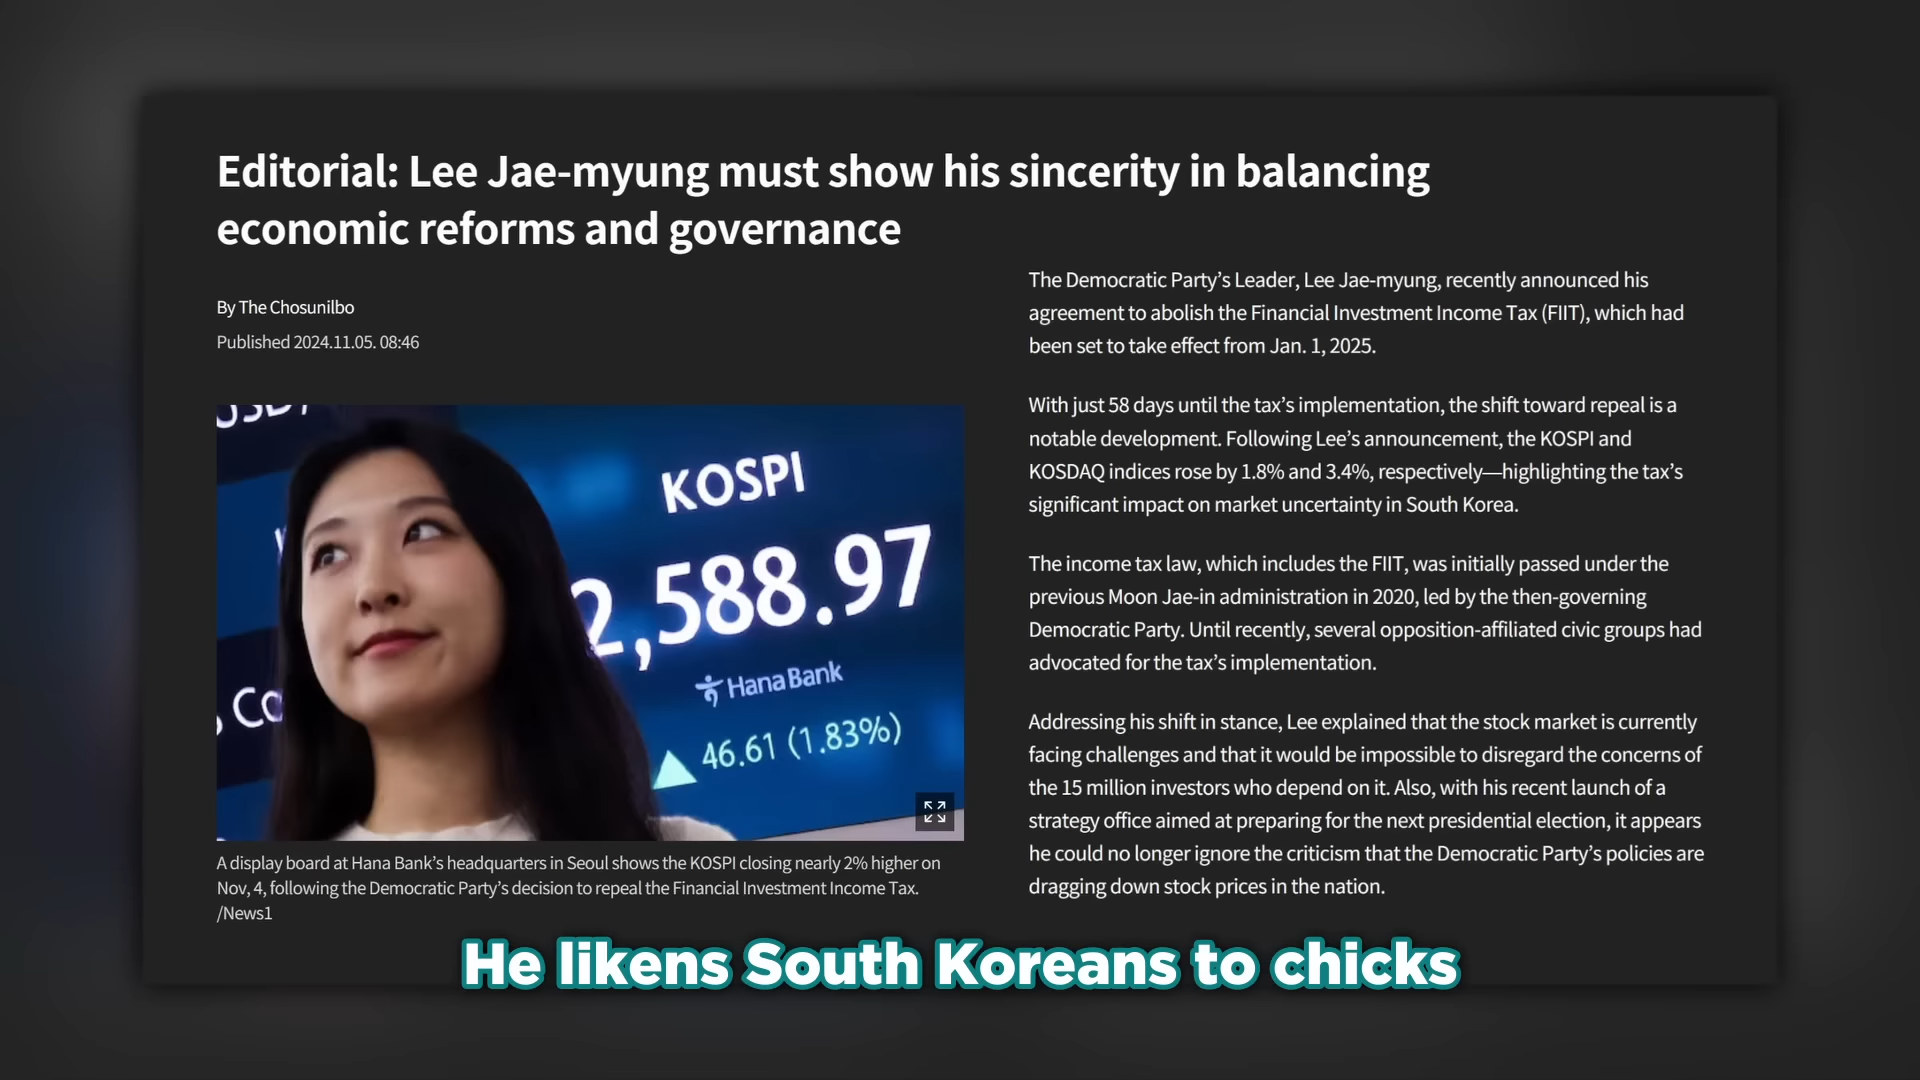 Editorial: Lee Jae-myung must show his sincerity in balancing
economic reforms and governance
By The Chosunilbo
Published 2024.11.05. 08:46
KOSPI
2,588.97
Hana Bank
46.61 (1.83%)
Co
A display board at Hana Bank’s headquarters in Seoul shows the KOSPI closing nearly 2% higher on
Nov, 4, following the Democratic Party’s decision to repeal the Financial Investment Income Tax.
/News1
The Democratic Party’s Leader, Lee Jae-myung, recently announced his
agreement to abolish the Financial Investment Income Tax (FIIT), which had
been set to take effect from Jan. 1, 2025.
With just 58 days until the tax’s implementation, the shift toward repeal is a
notable development. Following Lee’s announcement, the KOSPI and
KOSDAQ indices rose by 1.8% and 3.4%, respectively—highlighting the tax’s
significant impact on market uncertainty in South Korea.
The income tax law, which includes the FIIT, was initially passed under the
previous Moon Jae-in administration in 2020, led by the then-governing
Democratic Party. Until recently, several opposition-affiliated civic groups had
advocated for the tax’s implementation.
Addressing his shift in stance, Lee explained that the stock market is currently
facing challenges and that it would be impossible to disregard the concerns of
the 15 million investors who depend on it. Also, with his recent launch of a
strategy office aimed at preparing for the next presidential election, it appears
he could no longer ignore the criticism that the Democratic Party’s policies are
dragging down stock prices in the nation.
He likens South Koreans to chicks